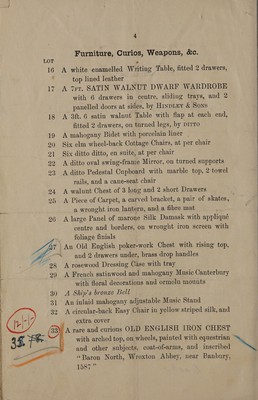 4
Furniture, Curios, Weapons, &c.
LOT
16 A white enamelled Writing Table, fitted 2 drawers,
top lined leather
17 A 7FT. SATIN WALNUT DWARF WARDROBE
with 6 drawers in centre, sliding trays, and 2
panelled doors at sides, by HINDLEY & SONS
18 A 3ft. 6 satin walnut Table with flap at each end,
fitted 2 drawers, on turned legs, by DITTO
19 A mahogany Bidet with porcelain liner
20 Six elm wheel-back Cottage Chairs, at per chair
21 Six ditto ditto, en suite, at per chair
22 A ditto oval swing-frame Mirror, on turned supports
23 A ditto Pedestal Cupboard with marble top, 2 towel
rails, and a cane-seat chair
24 A walnut Chest of 3 long and 2 short Drawers
25 A Piece of Carpet, a carved bracket, a pair of skates,
a wrought iron lantern, and a fibre mat
26 A large Panel of marone Silk Damask with appliqué
centre and borders, on wrought iron screen with
foliage finials
27 An Old English poker-work Chest with rising top,
and 2 drawers under, brass drop handles
28 A rosewood Dressing Case with tray
29 A French satinwood and mahogany Music Canterbury
with floral decorations and ormolu mounts
30 A Ship's bronze Bell
31 An inlaid mahogany adjustable Music Stand
32 A circular-back Easy Chair in yellow striped silk, and
extra cover
33 A rare and curious OLD ENGLISH IRON CHEST
with arched top, on wheels, painted with equestrian
and other subjects, coat-of-arms, and inscribed
"Baron North, Wroxton Abbey, near Banbury,
1587"